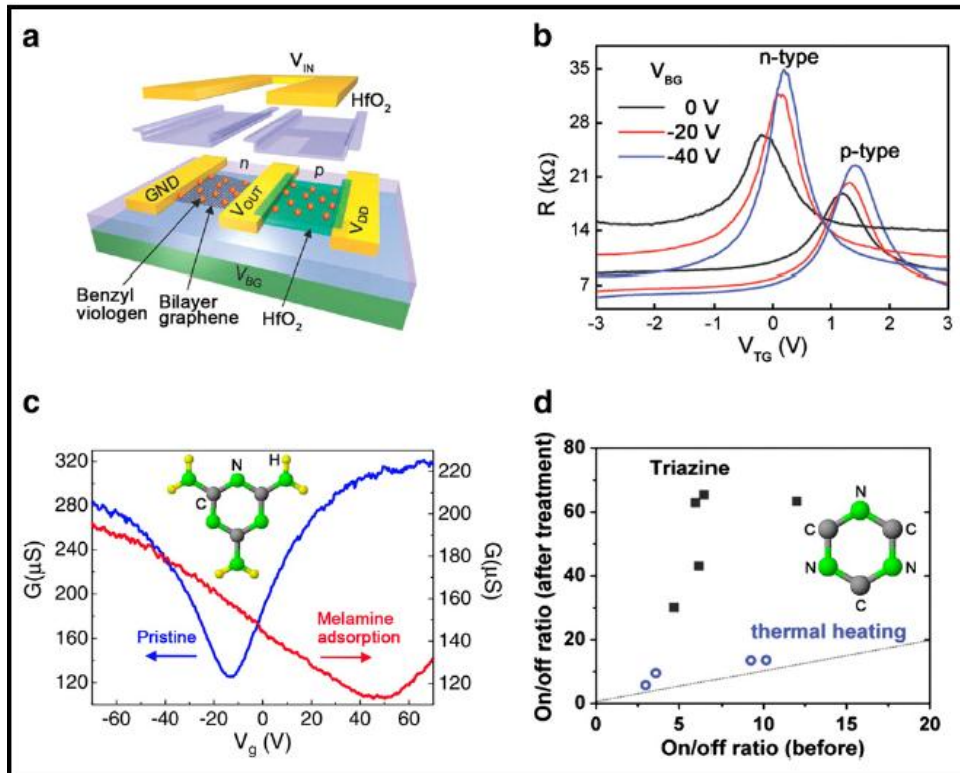 a
V_IN
HfO₂
n
p
GND
V_OUT
V_DD
V_BG
Benzyl
viologen
Bilayer
graphene
HfO₂
b
n-type
V_BG
0 V
-20 V
-40 V
p-type
R (kΩ)
35
28
21
14
7
-3 -2 -1 0 1 2 3
V_TG (V)
c
N
H
C
G(μS)
320
280
240
200
160
120
G(μS)
220
200
180
160
140
120
Pristine
Melamine
adsorption
-60 -40 -20 0 20 40 60
V_g (V)
d
On/off ratio (after treatment)
80
60
40
20
0
Triazine
N
C C
N N
C
thermal heating
0 5 10 15 20
On/off ratio (before)